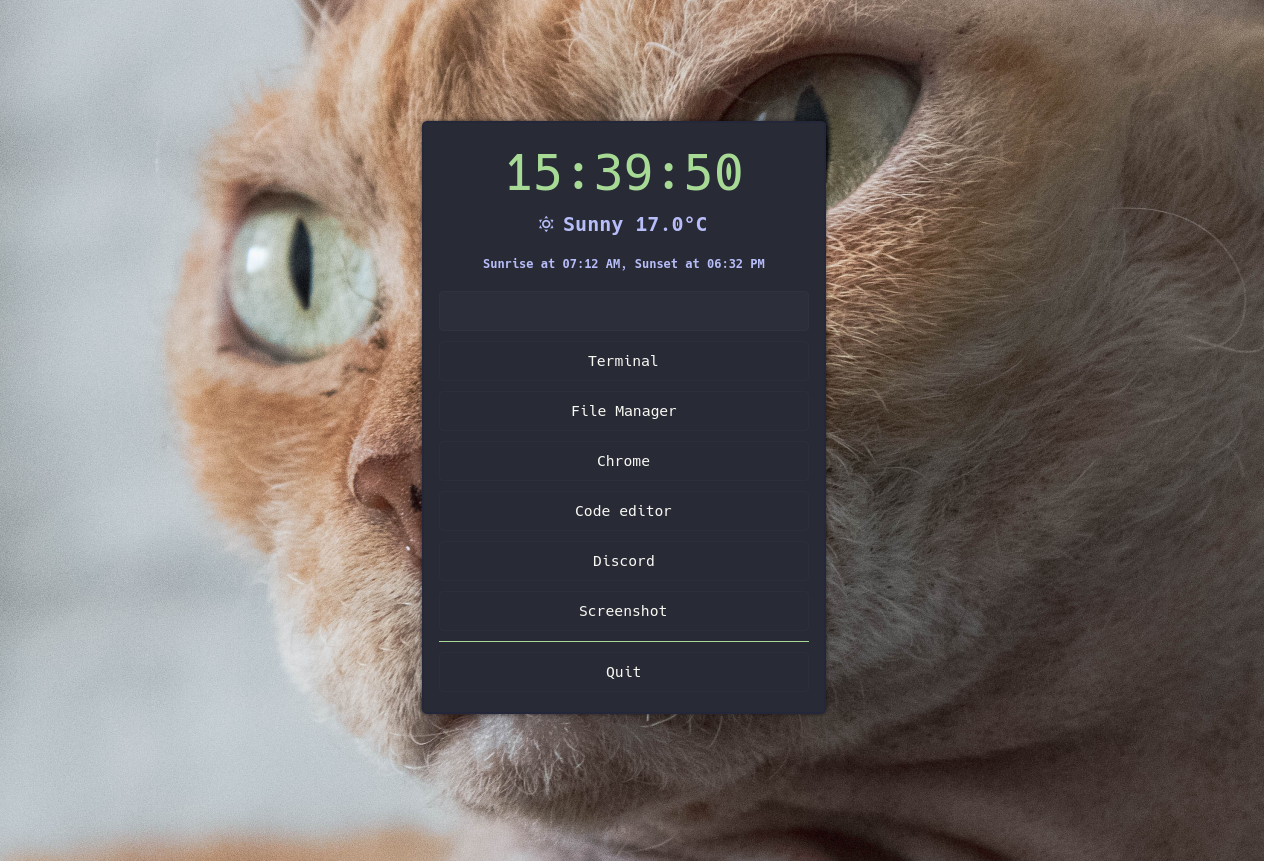 15:39:50
Sunny 17.0°C
Sunrise at 07:12 AM, Sunset at 06:32 PM
Terminal
File Manager
Chrome
Code editor
Discord
Screenshot
Quit